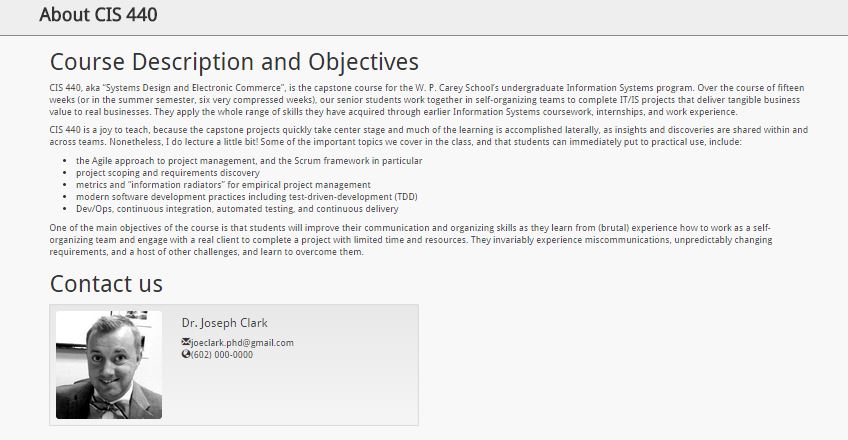 About CIS 440
Course Description and Objectives
CIS 440, aka “Systems Design and Electronic Commerce”, is the capstone course for the W. P. Carey School’s undergraduate Information Systems program. Over the course of fifteen
weeks (or in the summer semester, six very compressed weeks), our senior students work together in self-organizing teams to complete IT/IS projects that deliver tangible business
value to real businesses. They apply the whole range of skills they have acquired through earlier Information Systems coursework, internships, and work experience.
CIS 440 is a joy to teach, because the capstone projects quickly take center stage and much of the learning is accomplished laterally, as insights and discoveries are shared within and
across teams. Nonetheless, I do lecture a little bit! Some of the important topics we cover in the class, and that students can immediately put to practical use, include:
• the Agile approach to project management, and the Scrum framework in particular
• project scoping and requirements discovery
• metrics and “information radiators” for empirical project management
• modern software development practices including test-driven-development (TDD)
• Dev/Ops, continuous integration, automated testing, and continuous delivery
One of the main objectives of the course is that students will improve their communication and organizing skills as they learn from (brutal) experience how to work as a self-
organizing team and engage with a real client to complete a project with limited time and resources. They invariably experience miscommunications, unpredictably changing
requirements, and a host of other challenges, and learn to overcome them.
Contact us
Dr. Joseph Clark
joeclark.phd@gmail.com
(602) 000-0000